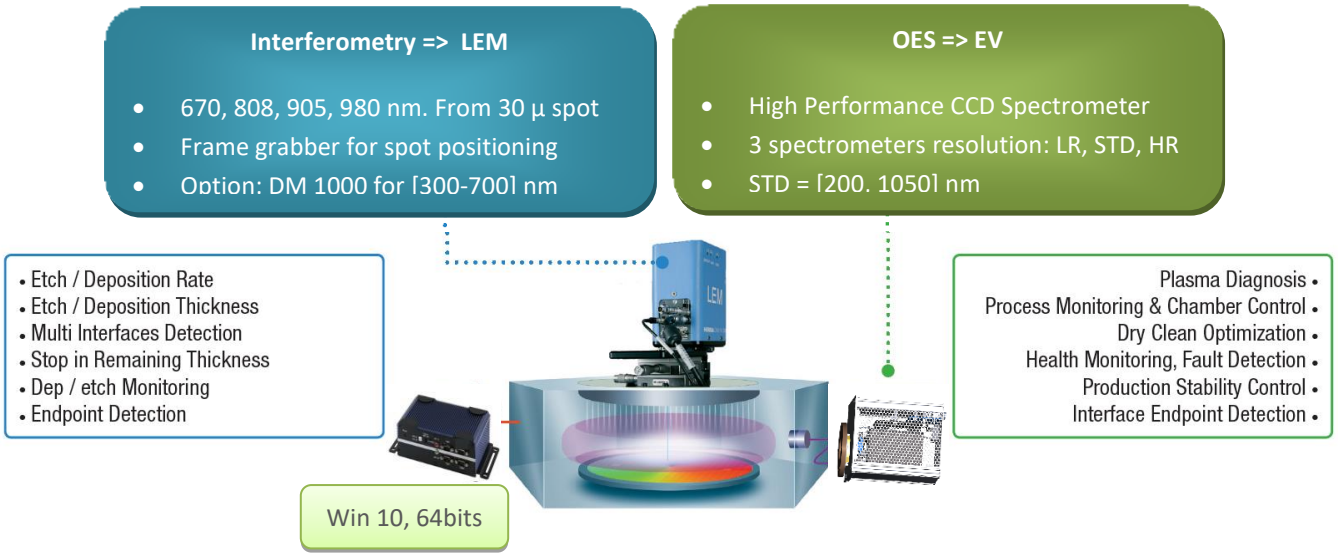 Interferometry => LEM
• 670, 808, 905, 980 nm. From 30 µ spot
• Frame grabber for spot positioning
• Option: DM 1000 for [300-700] nm
OES => EV
• High Performance CCD Spectrometer
• 3 spectrometers resolution: LR, STD, HR
• STD = [200. 1050] nm
• Etch / Deposition Rate
• Etch / Deposition Thickness
• Multi Interfaces Detection
• Stop in Remaining Thickness
• Dep / etch Monitoring
• Endpoint Detection
LEM
Plasma Diagnosis •
Process Monitoring & Chamber Control •
Dry Clean Optimization •
Health Monitoring, Fault Detection •
Production Stability Control •
Interface Endpoint Detection •
Win 10, 64bits